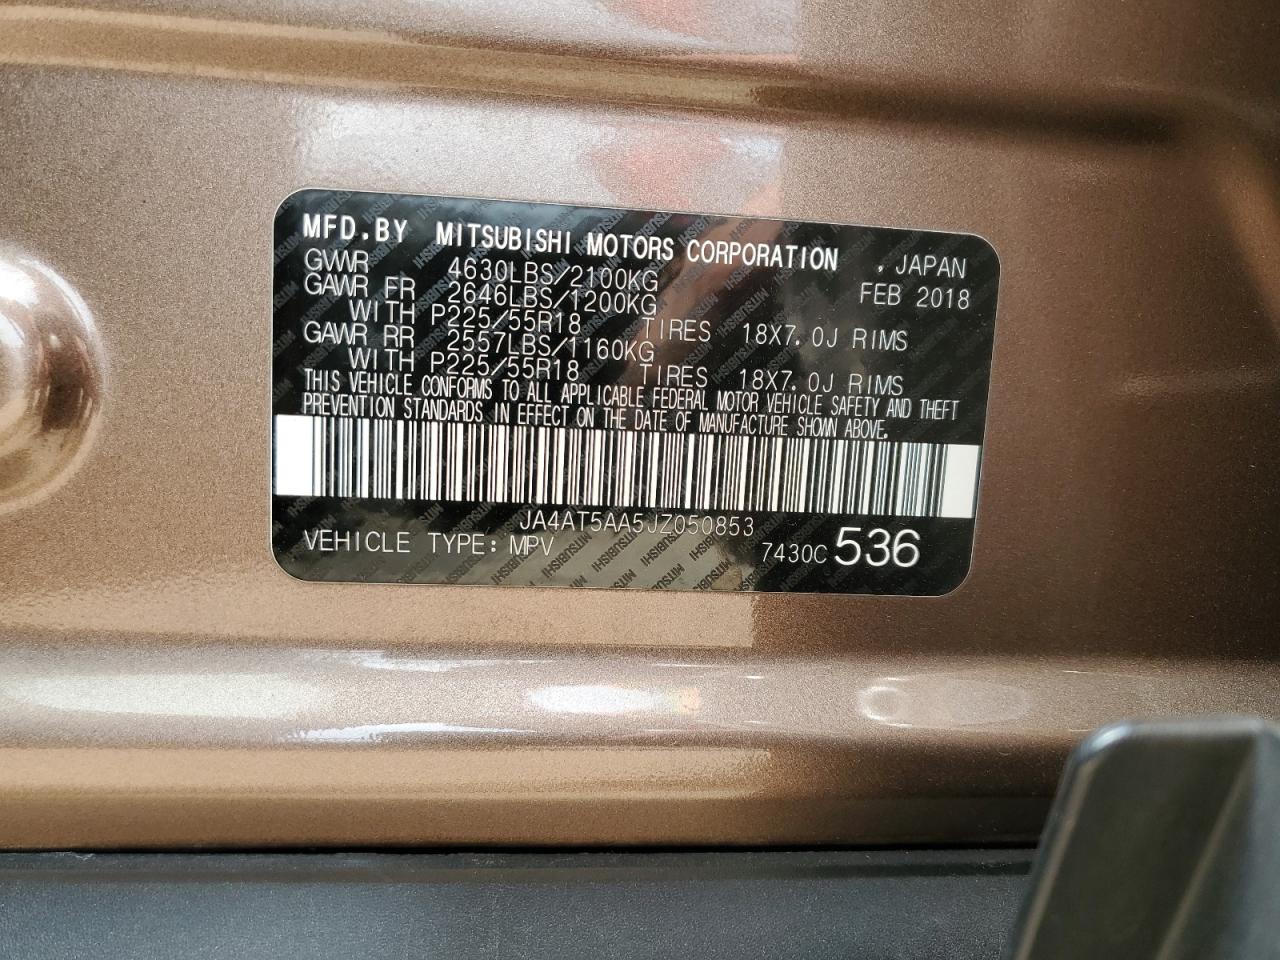 MFD.BY MITSUBISHI MOTORS CORPORATION , JAPAN
GVWR 4630LBS/2100KG FEB 2018
GAWR FR 2646LBS/1200KG
WITH P225/55R18 TIRES 18X7.0J RIMS
GAWR RR 2557LBS/1160KG
WITH P225/55R18 TIRES 18X7.0J RIMS
THIS VEHICLE CONFORMS TO ALL APPLICABLE FEDERAL MOTOR VEHICLE SAFETY AND THEFT
PREVENTION STANDARDS IN EFFECT ON THE DATE OF MANUFACTURE SHOWN ABOVE.
JA4AT5AA5JZ050853
VEHICLE TYPE: MPV 7430C 536